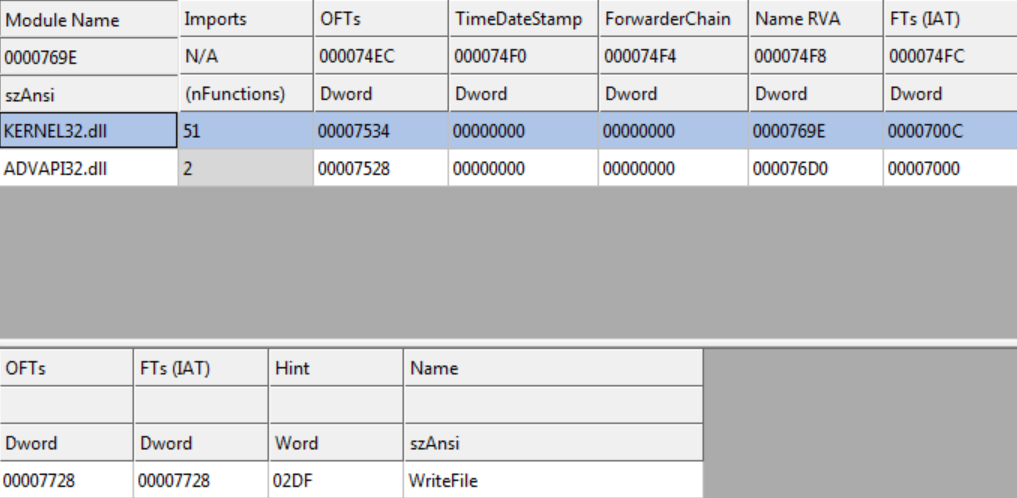 Module Name Imports OFTs TimeDateStamp ForwarderChain Name RVA FTs (IAT)
0000769E N/A 000074EC 000074F0 000074F4 000074F8 000074FC
szAnsi (nFunctions) Dword Dword Dword Dword Dword
KERNEL32.dll 51 00007534 00000000 00000000 0000769E 0000700C
ADVAPI32.dll 2 00007528 00000000 00000000 000076D0 00007000
OFTs FTs (IAT) Hint Name
Dword Dword Word szAnsi
00007728 00007728 02DF WriteFile